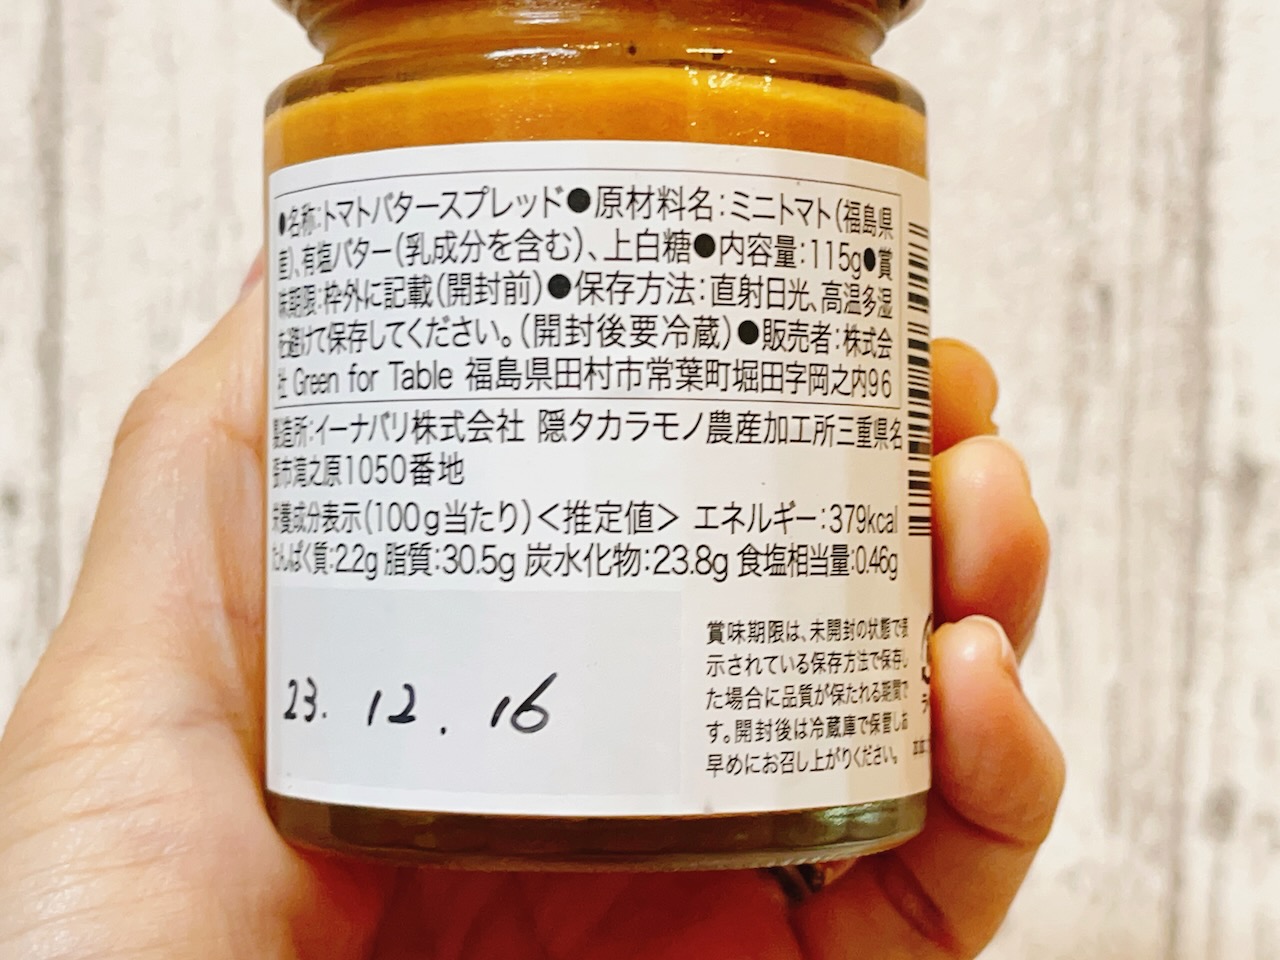 ●名称:トマトバタースプレッド●原材料名:ミニトマト(福島県
産)、有塩バター(乳成分を含む)、上白糖●内容量:115g●賞
味期限:枠外に記載(開封前)●保存方法:直射日光、高温多湿
を避けて保存してください。(開封後要冷蔵)●販売者:株式会
社 Green for Table 福島県田村市常葉町堀田字岡之内96
製造所:イーナバリ株式会社 隠タカラモノ農産加工所三重県名
張市滝之原1050番地
栄養成分表示(100g当たり)<推定値> エネルギー:379kcal
たんぱく質:2.2g 脂質:30.5g 炭水化物:23.8g 食塩相当量:0.46g
23. 12. 16
賞味期限は、未開封の状態で表
示されている保存方法で保存し
た場合に品質が保たれる期間で
す。開封後は冷蔵庫で保管しお
早めにお召し上がりください。